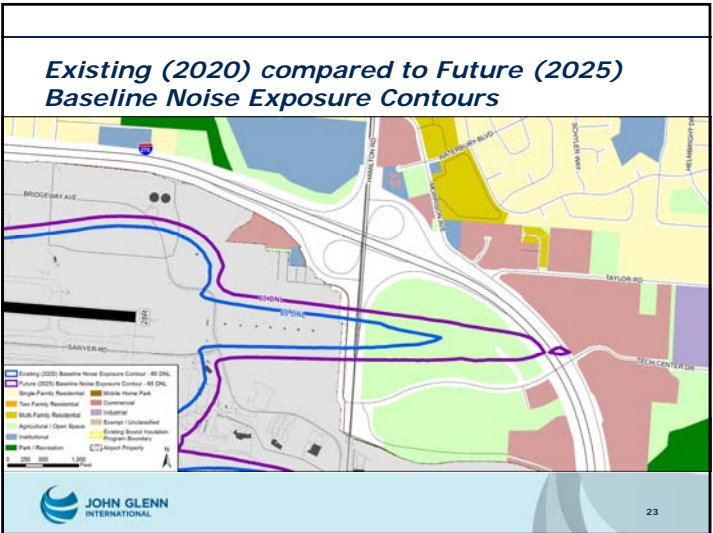 Existing (2020) compared to Future (2025)
Baseline Noise Exposure Contours
270
BRIDGEWAY AVE
HAMILTON RD
WATERBURY BLVD
MORRISON AVE
SCHYLER WAY
HELMBRIGHT DR
TAYLOR RD
65 DNL
65 DNL
28R
SAWYER RD
TECH CENTER DR
Existing (2020) Baseline Noise Exposure Contour - 65 DNL
Future (2025) Baseline Noise Exposure Contour - 65 DNL
Single-Family Residential
Mobile Home Park
Two-Family Residential
Commercial
Multi-Family Residential
Industrial
Agricultural / Open Space
Exempt / Unclassified
Institutional
Existing Sound Insulation
Program Boundary
Park / Recreation
Airport Property
N
0 250 500 1,000
Feet
JOHN GLENN
INTERNATIONAL
23